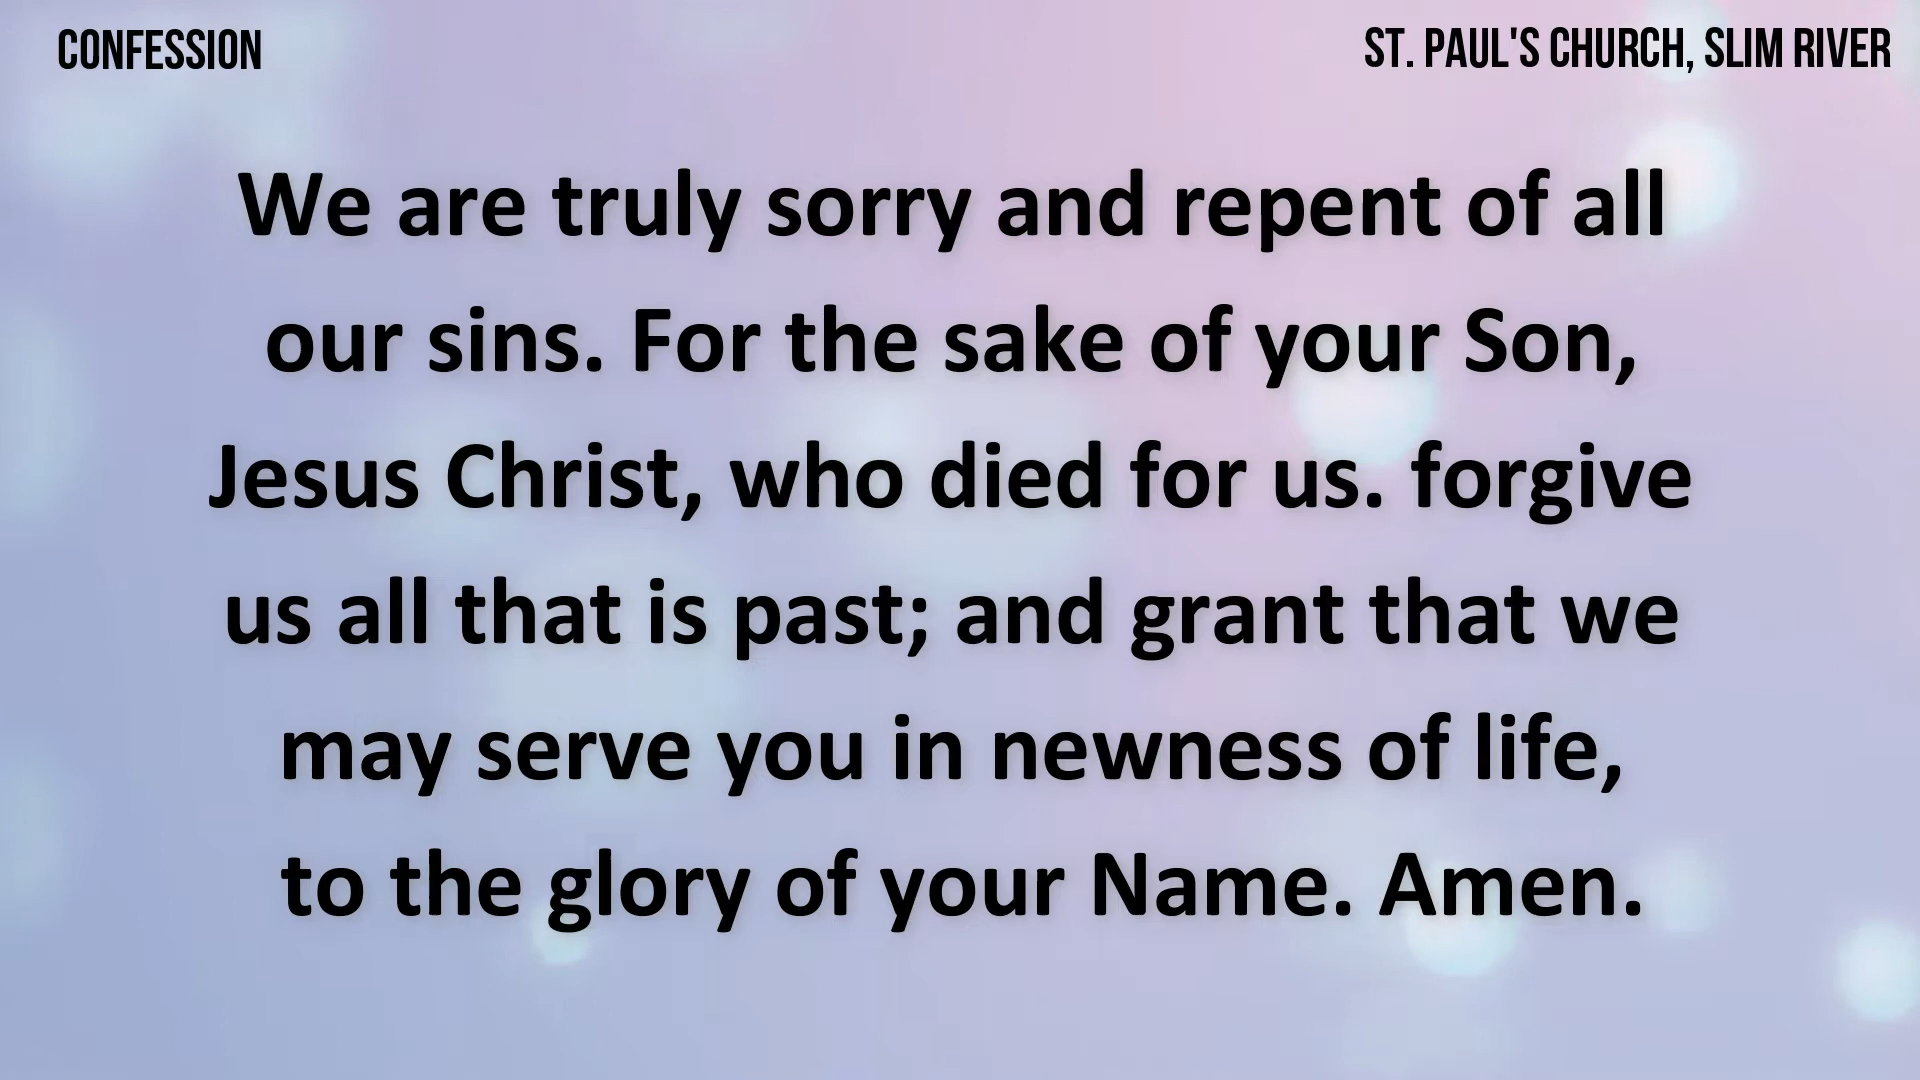 CONFESSION
ST. PAUL'S CHURCH, SLIM RIVER
We are truly sorry and repent of all
our sins. For the sake of your Son,
Jesus Christ, who died for us. forgive
us all that is past; and grant that we
may serve you in newness of life,
to the glory of your Name. Amen.